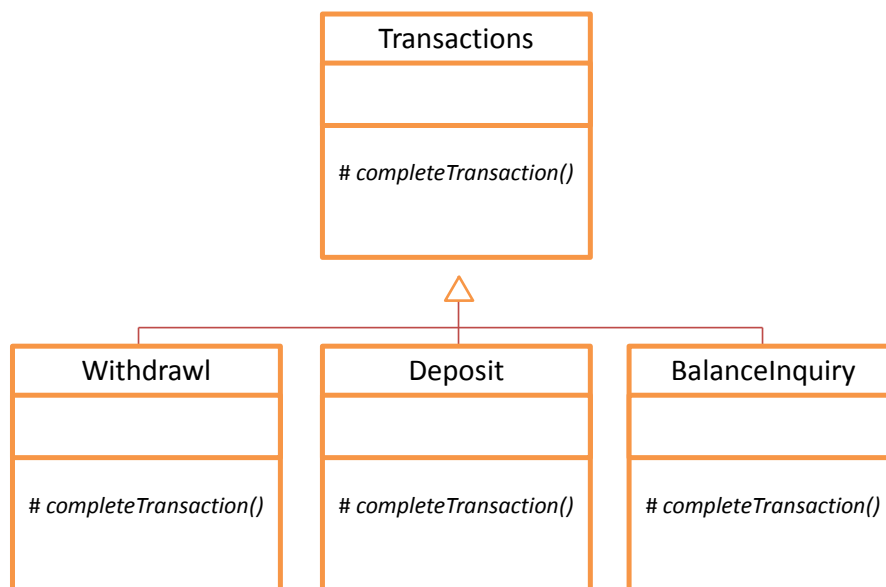 Transactions
# completeTransaction()
Withdrawl
Deposit
BalanceInquiry
# completeTransaction()
# completeTransaction()
# completeTransaction()